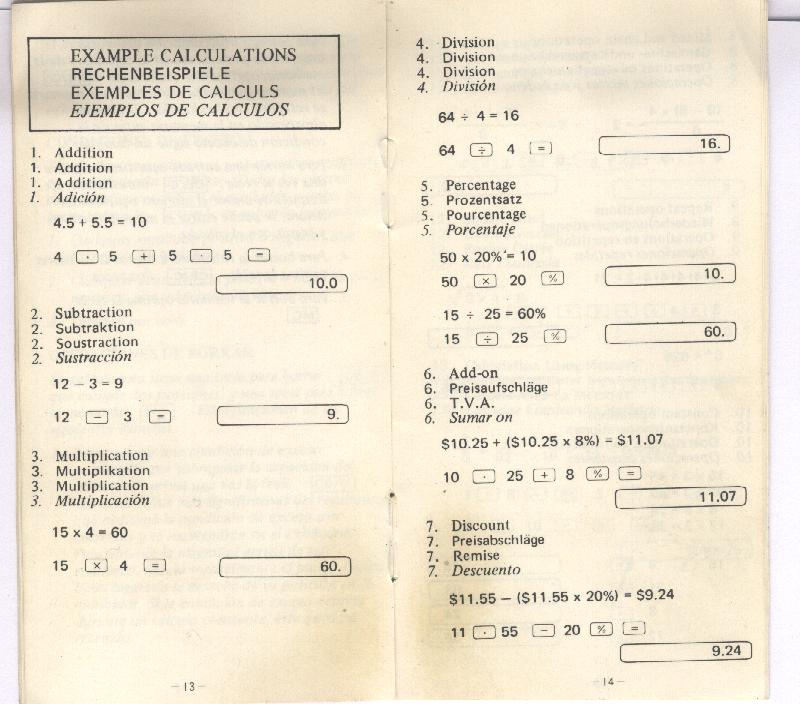 EXAMPLE CALCULATIONS
RECHENBEISPIELE
EXEMPLES DE CALCULS
EJEMPLOS DE CALCULOS
1. Addition
1. Addition
1. Addition
1. Adición
4.5 + 5.5 = 10
4 · 5 + 5 · 5 =
10.0
2. Subtraction
2. Subtraktion
2. Soustraction
2. Sustracción
12 – 3 = 9
12 – 3 =
9.
3. Multiplication
3. Multiplikation
3. Multiplication
3. Multiplicación
15 x 4 = 60
15 × 4 =
60.
– 13 –
4. Division
4. Division
4. Division
4. División
64 ÷ 4 = 16
64 ÷ 4 =
16.
5. Percentage
5. Prozentsatz
5. Pourcentage
5. Porcentaje
50 x 20% = 10
50 × 20 %
10.
15 ÷ 25 = 60%
15 ÷ 25 %
60.
6. Add-on
6. Preisaufschläge
6. T.V.A.
6. Sumar on
$10.25 + ($10.25 x 8%) = $11.07
10 · 25 + 8 % =
11.07
7. Discount
7. Preisabschläge
7. Remise
7. Descuento
$11.55 – ($11.55 x 20%) = $9.24
11 · 55 – 20 % =
9.24
– 14 –